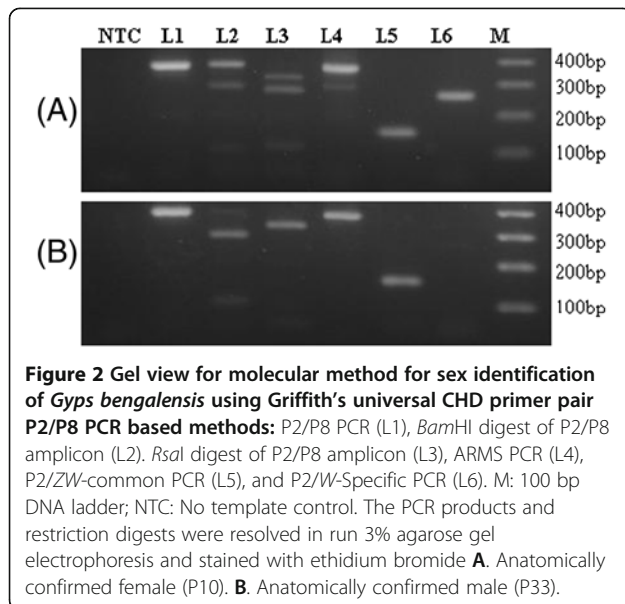 NTC L1 L2 L3 L4 L5 L6 M
(A)
400bp
300bp
200bp
100bp
(B)
400bp
300bp
200bp
100bp
Figure 2 Gel view for molecular method for sex identification
of Gyps bengalensis using Griffith's universal CHD primer pair
P2/P8 PCR based methods: P2/P8 PCR (L1), BamHI digest of P2/P8
amplicon (L2). RsaI digest of P2/P8 amplicon (L3), ARMS PCR (L4),
P2/ZW-common PCR (L5), and P2/W-Specific PCR (L6). M: 100 bp
DNA ladder; NTC: No template control. The PCR products and
restriction digests were resolved in run 3% agarose gel
electrophoresis and stained with ethidium bromide A. Anatomically
confirmed female (P10). B. Anatomically confirmed male (P33).